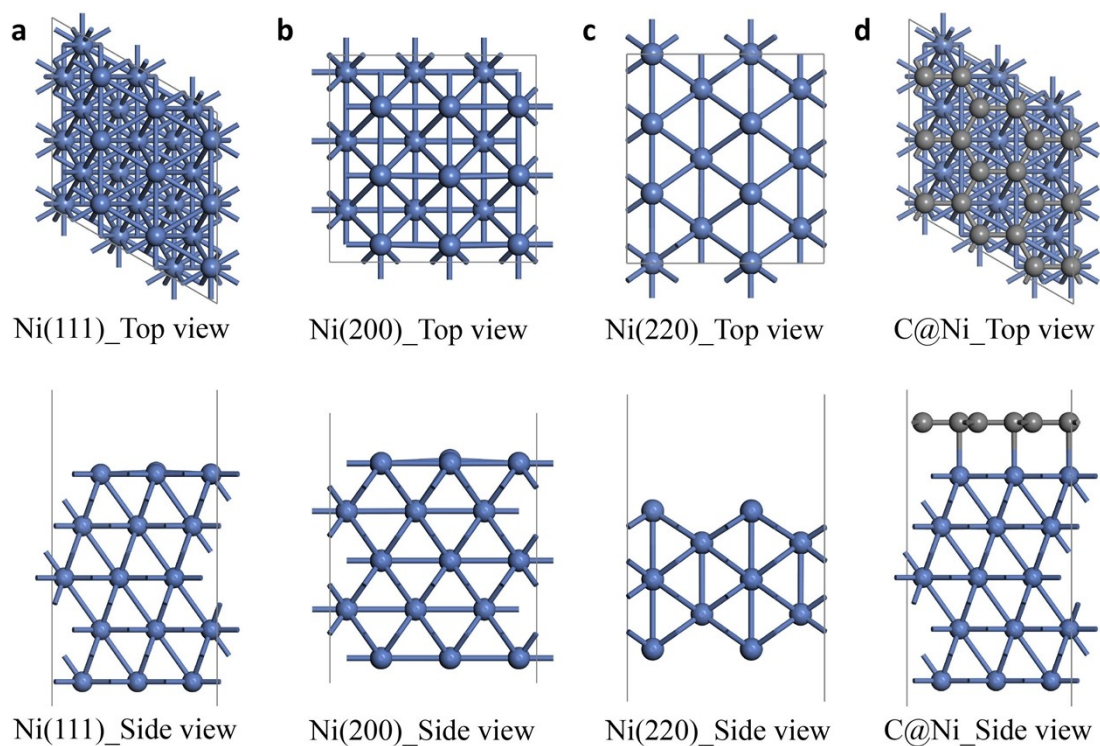 a b c d
Ni(111)_Top view Ni(200)_Top view Ni(220)_Top view C@Ni_Top view
Ni(111)_Side view Ni(200)_Side view Ni(220)_Side view C@Ni_Side view